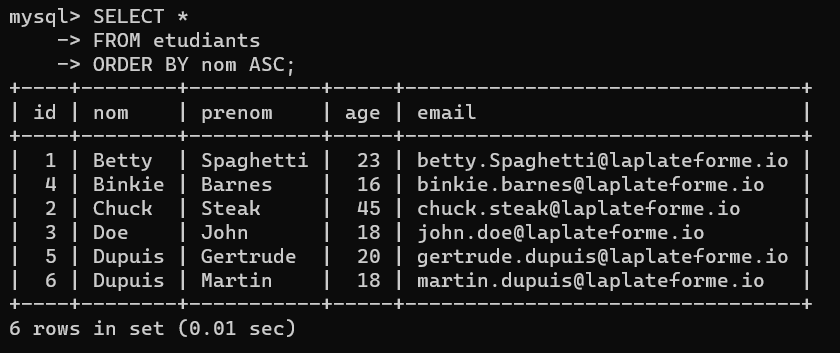 mysql> SELECT *
    -> FROM etudiants
    -> ORDER BY nom ASC;
+----+--------+-----------+-----+--------------------------------+
| id | nom    | prenom    | age | email                          |
+----+--------+-----------+-----+--------------------------------+
|  1 | Betty  | Spaghetti |  23 | betty.Spaghetti@laplateforme.io |
|  4 | Binkie | Barnes    |  16 | binkie.barnes@laplateforme.io  |
|  2 | Chuck  | Steak     |  45 | chuck.steak@laplateforme.io    |
|  3 | Doe    | John      |  18 | john.doe@laplateforme.io       |
|  5 | Dupuis | Gertrude  |  20 | gertrude.dupuis@laplateforme.io |
|  6 | Dupuis | Martin    |  18 | martin.dupuis@laplateforme.io  |
+----+--------+-----------+-----+--------------------------------+
6 rows in set (0.01 sec)